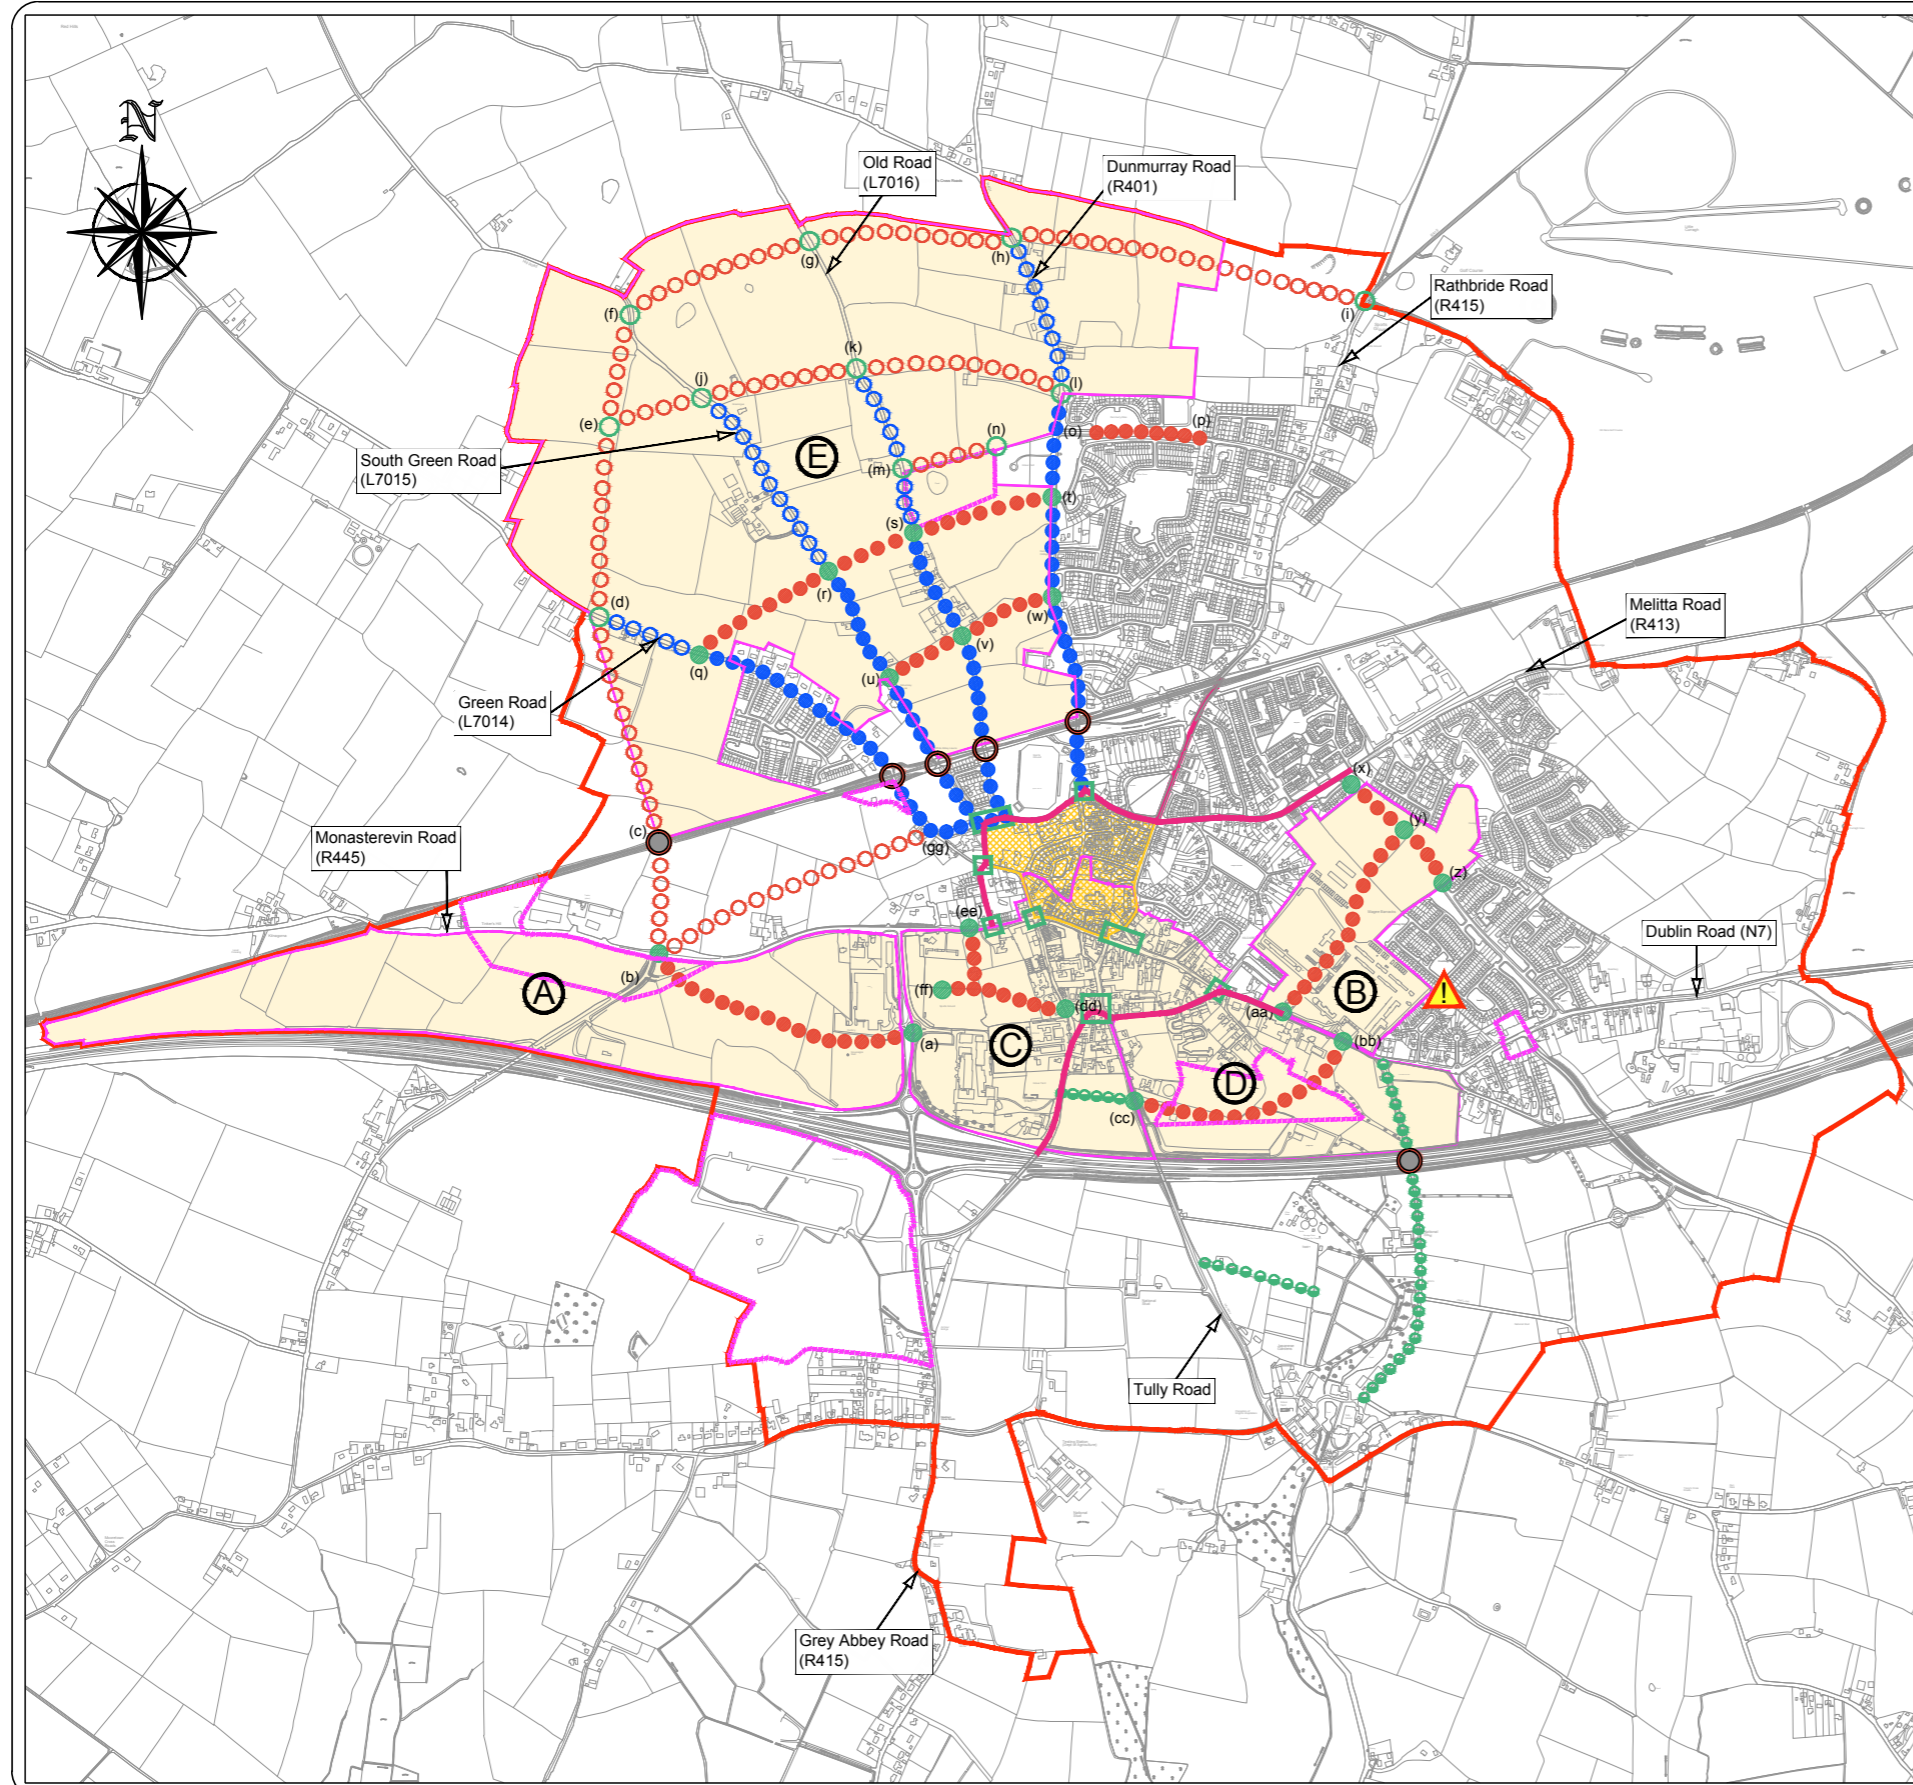 N
Old Road
(L7016)
Dunmurray Road
(R401)
(g)
(h)
Rathbride Road
(R415)
(i)
(f)
(k)
(j)
(l)
(e)
(n)
(o)
(p)
South Green Road
(L7015)
E
(m)
(t)
(s)
(r)
(d)
(w)
Melitta Road
(R413)
(v)
(q)
(u)
Green Road
(L7014)
(x)
(c)
(y)
Monasterevin Road
(R445)
(gg)
(z)
(ee)
Dublin Road (N7)
(b)
A
(ff)
B
!
(dd)
(aa)
(a)
C
(bb)
D
(cc)
Tully Road
Grey Abbey Road
(R415)